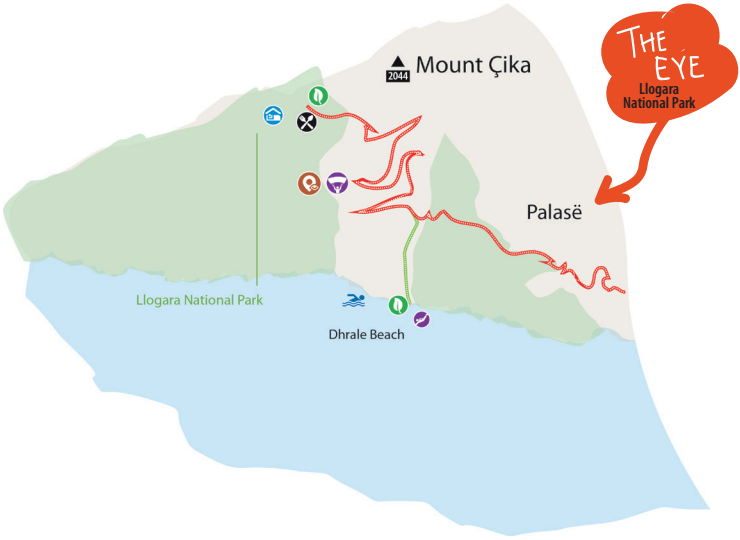 THE
EYE
Llogara
National Park
Mount Çika
2044
Palasë
Llogara National Park
Dhrale Beach